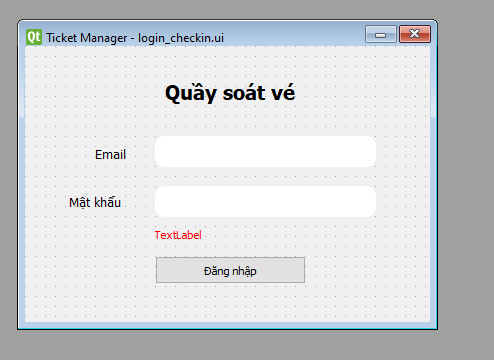 Qt Ticket Manager - login_checkin.ui
Quầy soát vé
Email
Mật khẩu
TextLabel
Đăng nhập